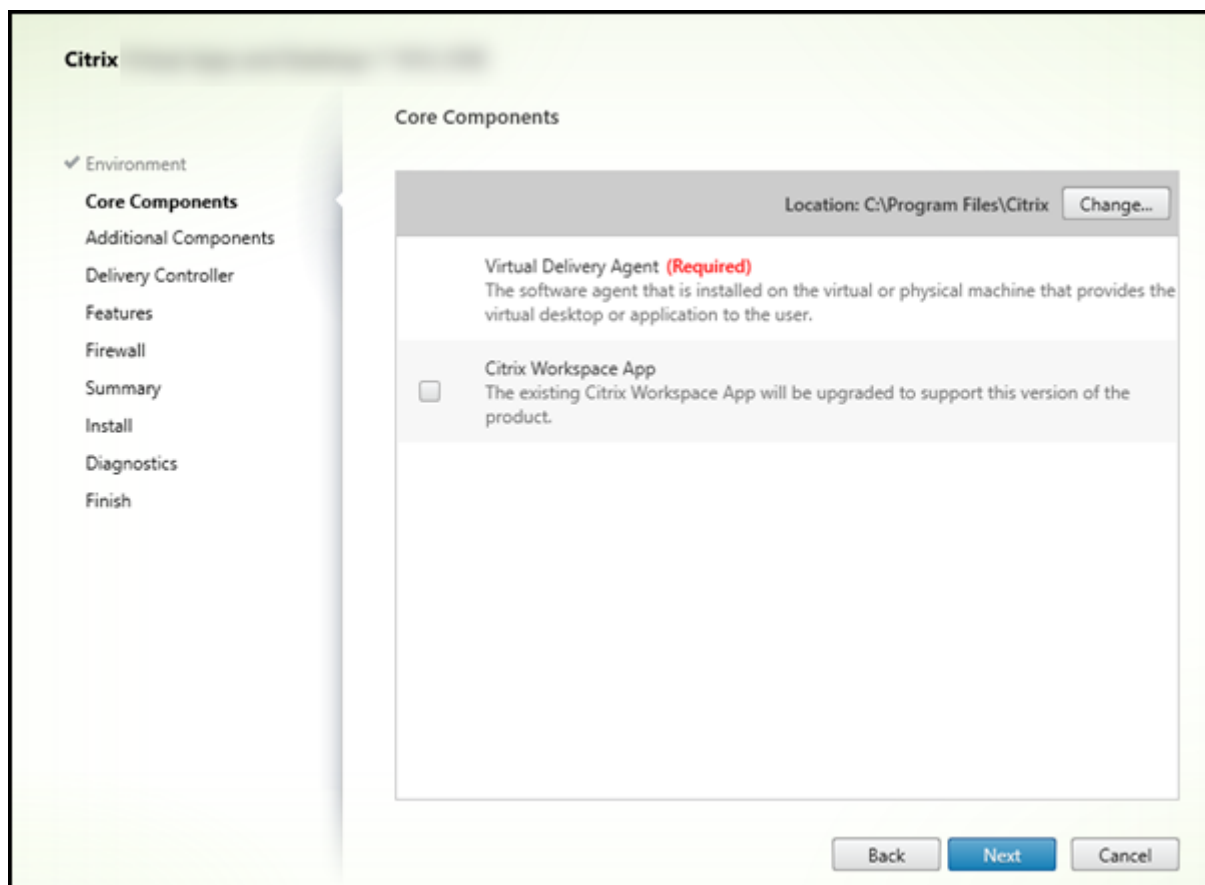 Citrix
Core Components
Environment
Core Components
Additional Components
Delivery Controller
Features
Firewall
Summary
Install
Diagnostics
Finish
Location: C:\Program Files\Citrix Change...
Virtual Delivery Agent (Required)
The software agent that is installed on the virtual or physical machine that provides the
virtual desktop or application to the user.
Citrix Workspace App
The existing Citrix Workspace App will be upgraded to support this version of the
product.
Back Next Cancel